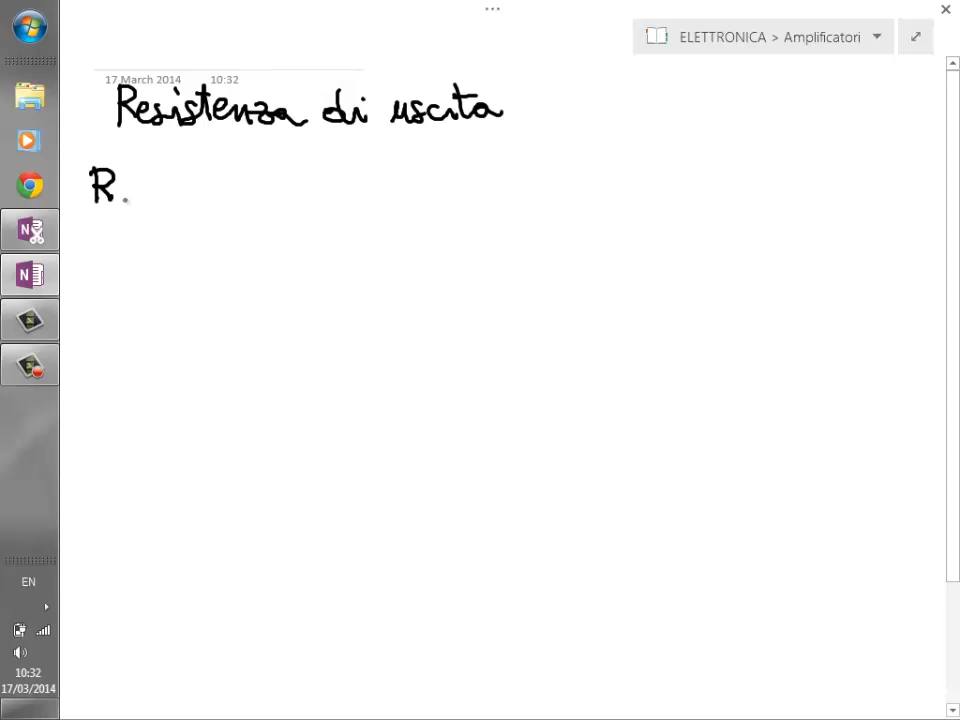 ELETTRONICA > Amplificatori
17 March 2014 10:32
Resistenza di uscita
R
EN
10:32
17/03/2014